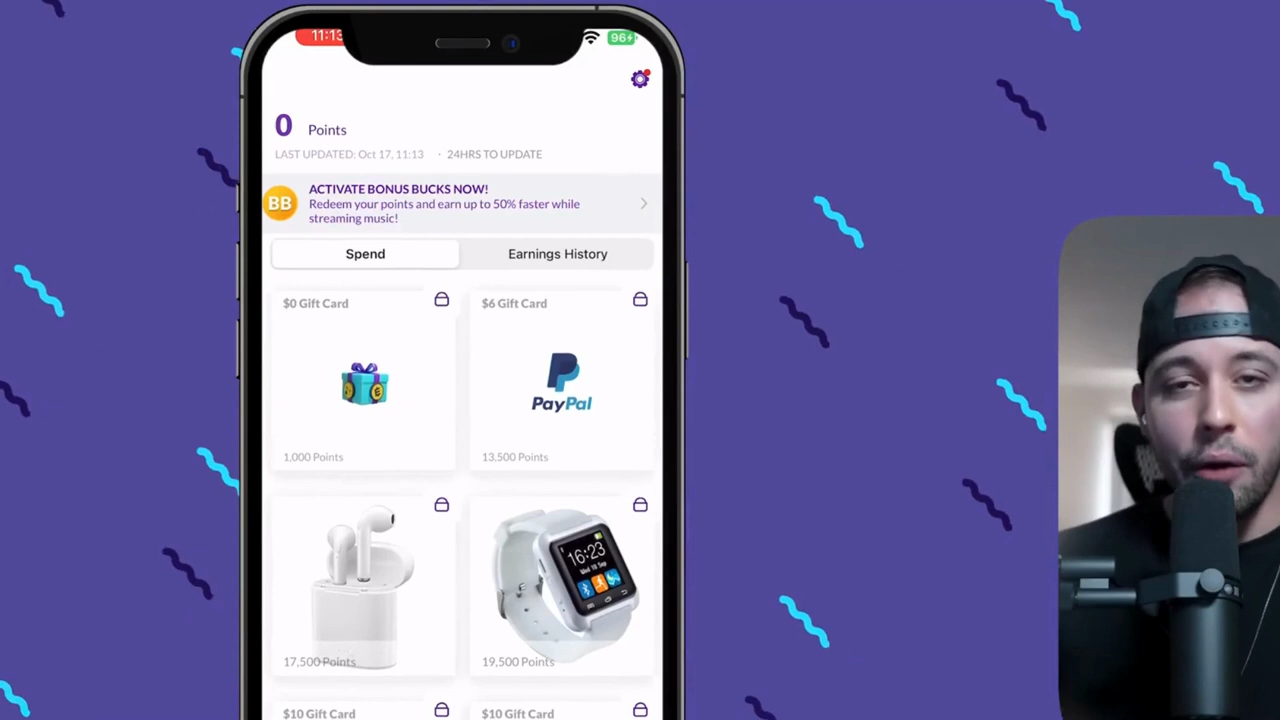 11:13
96
0 Points
LAST UPDATED: Oct 17, 11:13 · 24HRS TO UPDATE
BB
ACTIVATE BONUS BUCKS NOW!
Redeem your points and earn up to 50% faster while
streaming music!
Spend
Earnings History
$0 Gift Card
1,000 Points
$6 Gift Card
PayPal
13,500 Points
17,500 Points
16:23
Wed 10 Sep
19,500 Points
$10 Gift Card
$10 Gift Card